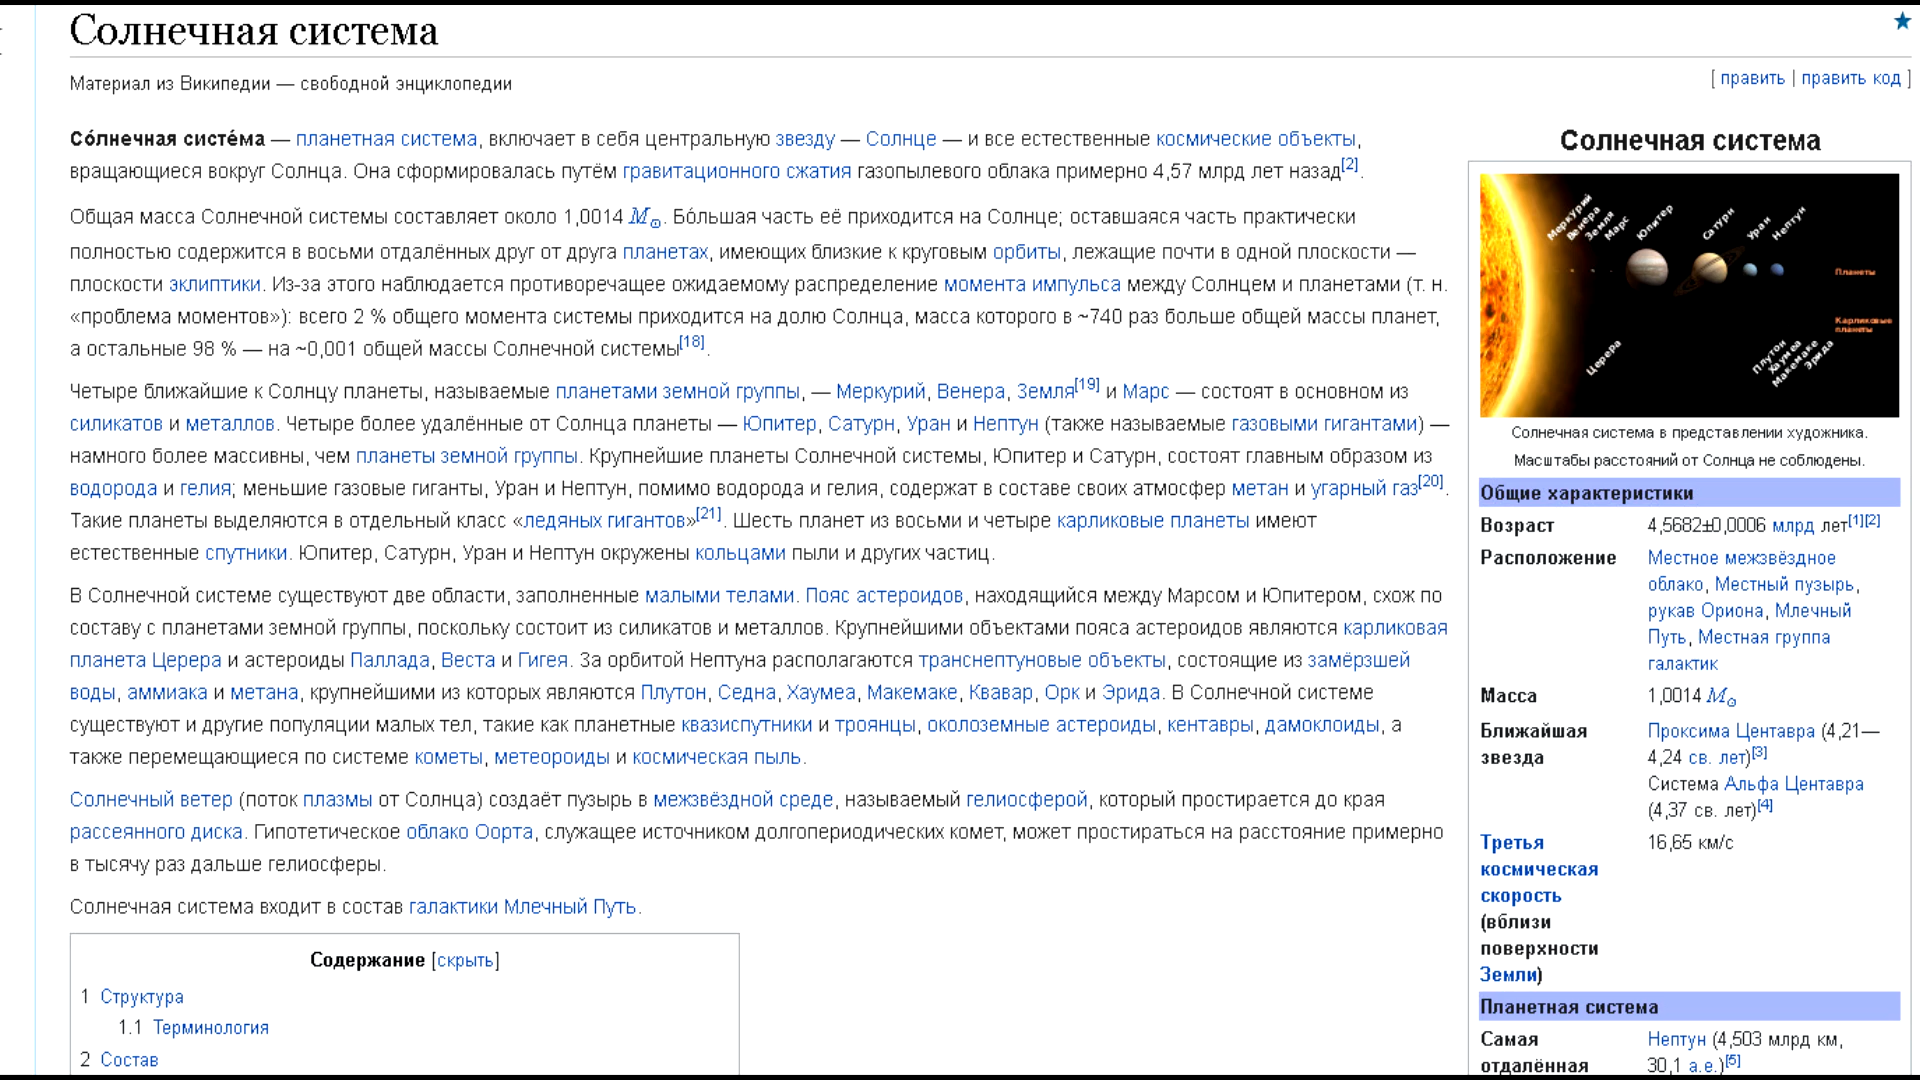 Солнечная система
Материал из Википедии — свободной энциклопедии
[ править | править код ]
Со́лнечная систе́ма — планетная система, включает в себя центральную звезду — Солнце — и все естественные космические объекты,
вращающиеся вокруг Солнца. Она сформировалась путём гравитационного сжатия газопылевого облака примерно 4,57 млрд лет назад[2].
Общая масса Солнечной системы составляет около 1,0014 M☉. Бо́льшая часть её приходится на Солнце; оставшаяся часть практически
полностью содержится в восьми отдалённых друг от друга планетах, имеющих близкие к круговым орбиты, лежащие почти в одной плоскости —
плоскости эклиптики. Из-за этого наблюдается противоречащее ожидаемому распределение момента импульса между Солнцем и планетами (т. н.
«проблема моментов»): всего 2 % общего момента системы приходится на долю Солнца, масса которого в ~740 раз больше общей массы планет,
а остальные 98 % — на ~0,001 общей массы Солнечной системы[18].
Четыре ближайшие к Солнцу планеты, называемые планетами земной группы, — Меркурий, Венера, Земля[19] и Марс — состоят в основном из
силикатов и металлов. Четыре более удалённые от Солнца планеты — Юпитер, Сатурн, Уран и Нептун (также называемые газовыми гигантами) —
намного более массивны, чем планеты земной группы. Крупнейшие планеты Солнечной системы, Юпитер и Сатурн, состоят главным образом из
водорода и гелия; меньшие газовые гиганты, Уран и Нептун, помимо водорода и гелия, содержат в составе своих атмосфер метан и угарный газ[20].
Такие планеты выделяются в отдельный класс «ледяных гигантов»[21]. Шесть планет из восьми и четыре карликовые планеты имеют
естественные спутники. Юпитер, Сатурн, Уран и Нептун окружены кольцами пыли и других частиц.
В Солнечной системе существуют две области, заполненные малыми телами. Пояс астероидов, находящийся между Марсом и Юпитером, схож по
составу с планетами земной группы, поскольку состоит из силикатов и металлов. Крупнейшими объектами пояса астероидов являются карликовая
планета Церера и астероиды Паллада, Веста и Гигея. За орбитой Нептуна располагаются транснептуновые объекты, состоящие из замёрзшей
воды, аммиака и метана, крупнейшими из которых являются Плутон, Седна, Хаумеа, Макемаке, Квавар, Орк и Эрида. В Солнечной системе
существуют и другие популяции малых тел, такие как планетные квазиспутники и троянцы, околоземные астероиды, кентавры, дамоклоиды, а
также перемещающиеся по системе кометы, метеороиды и космическая пыль.
Солнечный ветер (поток плазмы от Солнца) создаёт пузырь в межзвёздной среде, называемый гелиосферой, который простирается до края
рассеянного диска. Гипотетическое облако Оорта, служащее источником долгопериодических комет, может простираться на расстояние примерно
в тысячу раз дальше гелиосферы.
Солнечная система входит в состав галактики Млечный Путь.
Содержание [скрыть]
1 Структура
1.1 Терминология
2 Состав
Солнечная система
Меркурий
Венера
Земля
Марс
Юпитер
Сатурн
Уран
Нептун
Планеты
Карликовые
планеты
Церера
Плутон
Хаумеа
Макемаке
Эрида
Солнечная система в представлении художника.
Масштабы расстояний от Солнца не соблюдены.
Общие характеристики
Возраст 4,5682±0,0006 млрд лет[1][2]
Расположение Местное межзвёздное
облако, Местный пузырь,
рукав Ориона, Млечный
Путь, Местная группа
галактик
Масса 1,0014 M☉
Ближайшая Проксима Центавра (4,21—
звезда 4,24 св. лет)[3]
Система Альфа Центавра
(4,37 св. лет)[4]
Третья 16,65 км/с
космическая
скорость
(вблизи
поверхности
Земли)
Планетная система
Самая Нептун (4,503 млрд км,
отдалённая 30,1 а.е.)[5]